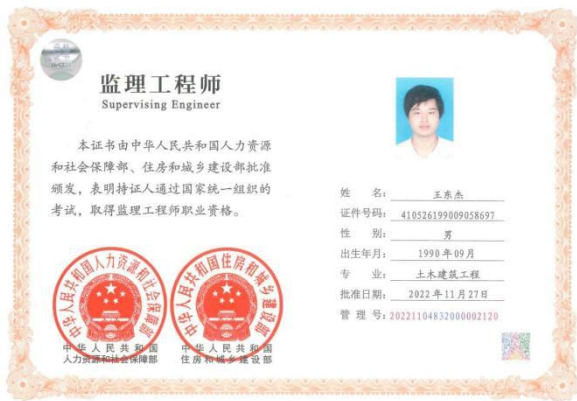 监理工程师
Supervising Engineer
本证书由中华人民共和国人力资源
和社会保障部、住房和城乡建设部批准
颁发，表明持证人通过国家统一组织的
考试，取得监理工程师职业资格。
中华人民共和国人力资源和社会保障部
中华人民共和国住房和城乡建设部
中华人民共和国
人力资源和社会保障部
中华人民共和国
住房和城乡建设部
姓 名： 王东杰
证件号码： 410526199009058697
性 别： 男
出生年月： 1990年09月
专 业： 土木建筑工程
批准日期： 2022年11月27日
管 理 号： 20221104832000002120